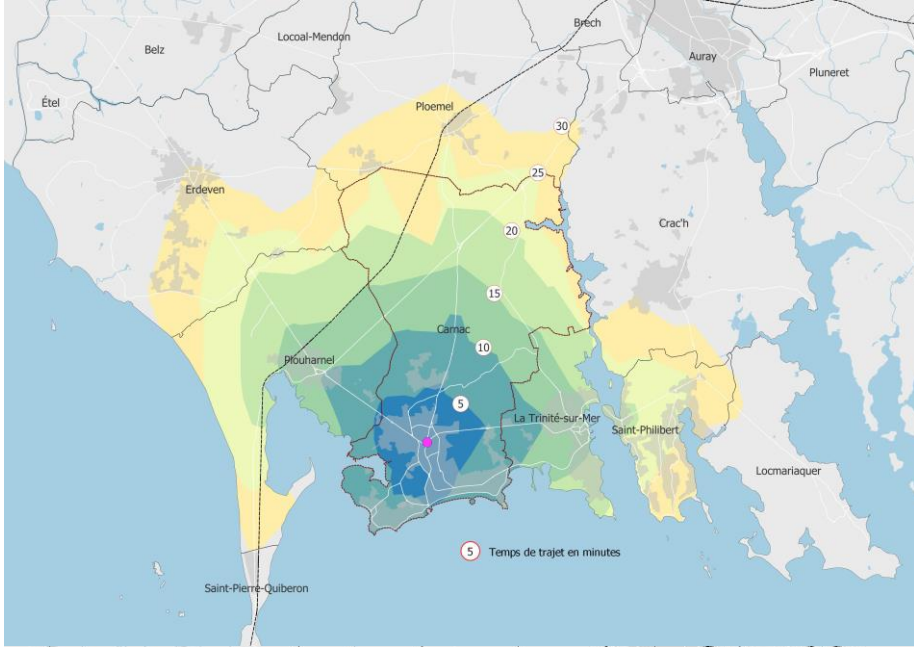 Brech
Locoal-Mendon
Belz
Auray
Pluneret
Étel
Ploemel
30
25
Erdeven
Crac'h
20
15
Carnac
10
Plouharnel
5
La Trinité-sur-Mer
Saint-Philibert
Locmariaquer
5 Temps de trajet en minutes
Saint-Pierre-Quiberon